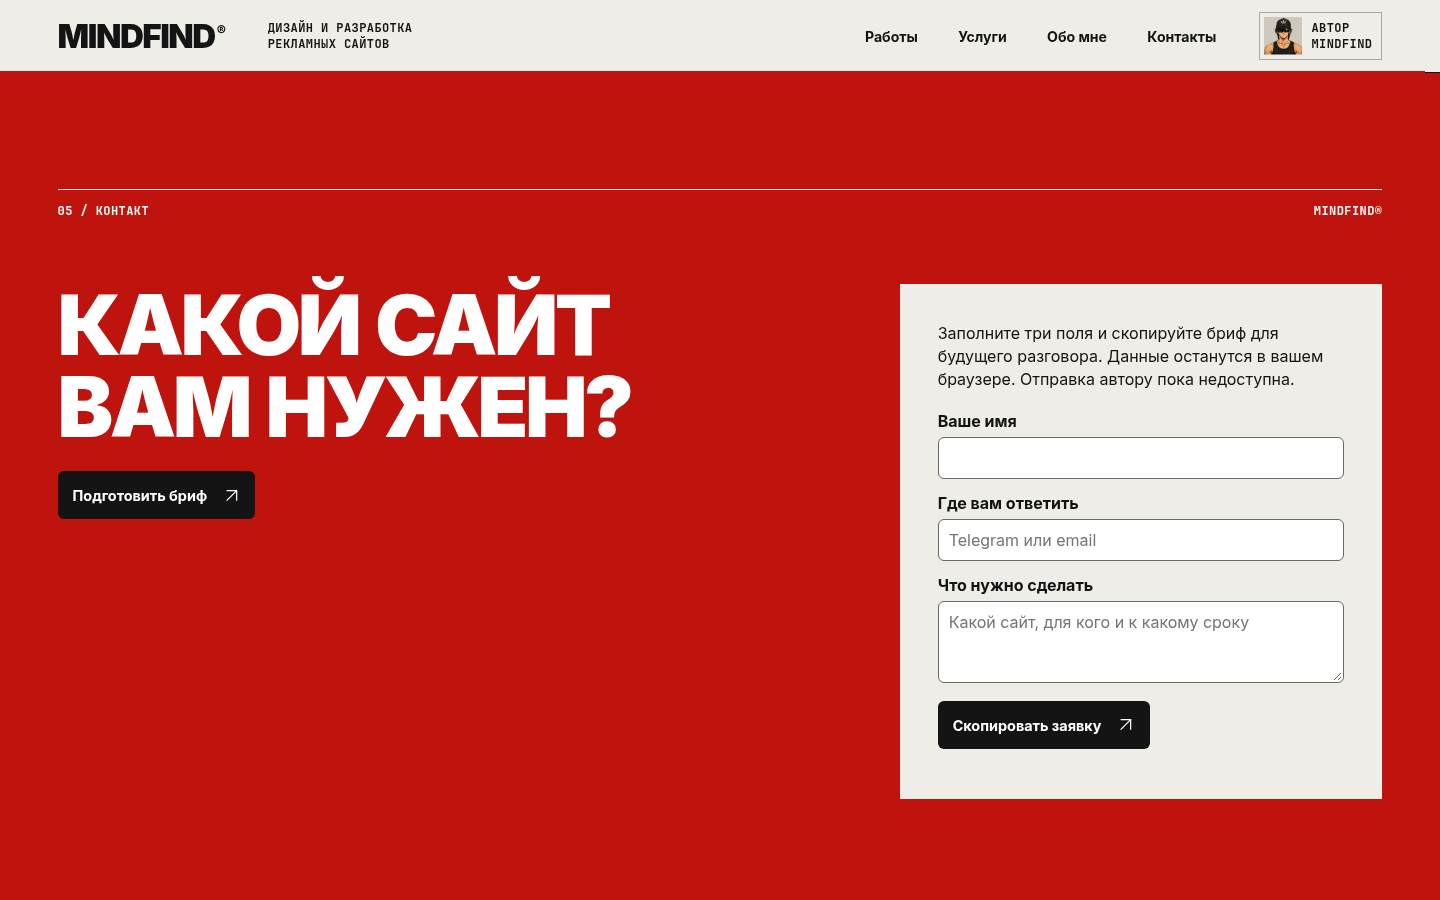 MINDFIND®
ДИЗАЙН И РАЗРАБОТКА
РЕКЛАМНЫХ САЙТОВ
Работы
Услуги
Обо мне
Контакты
АВТОР
MINDFIND
05 / КОНТАКТ
MINDFIND®
КАКОЙ САЙТ
ВАМ НУЖЕН?
Подготовить бриф
Заполните три поля и скопируйте бриф для
будущего разговора. Данные останутся в вашем
браузере. Отправка автору пока недоступна.
Ваше имя
Где вам ответить
Telegram или email
Что нужно сделать
Какой сайт, для кого и к какому сроку
Скопировать заявку